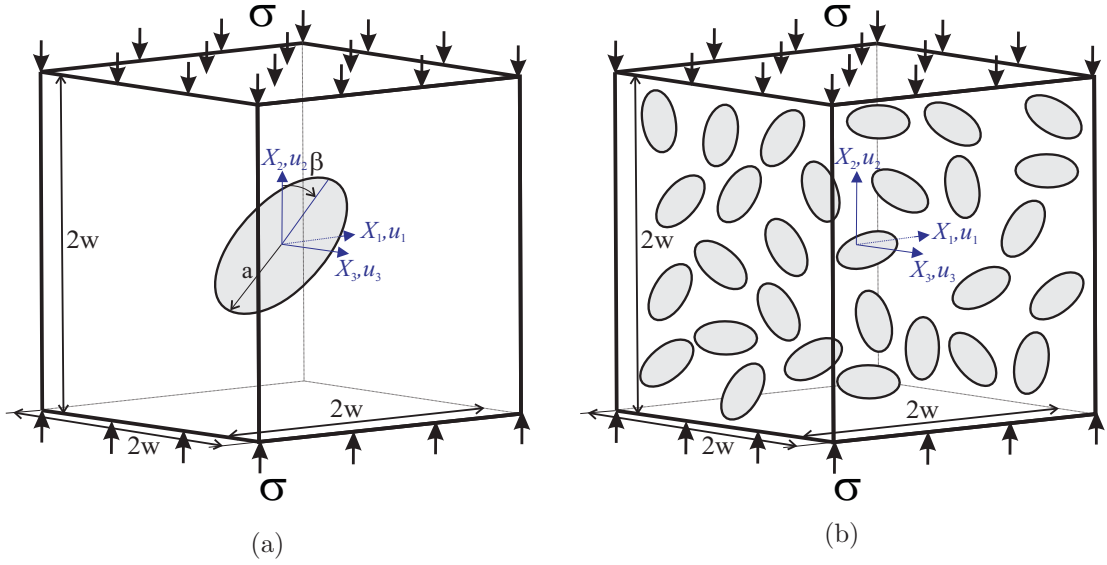 σ
X₂,u₂
β
X₁,u₁
X₃,u₃
a
2w
2w
2w
σ
(a)
σ
X₂,u₂
X₁,u₁
X₃,u₃
2w
2w
2w
σ
(b)